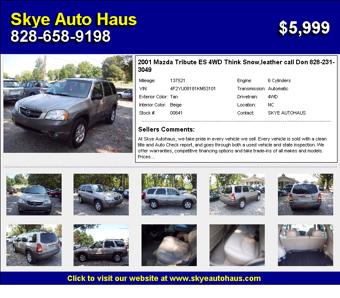 Skye Auto Haus
828-658-9198
$5,999
2001 Mazda Tribute ES 4WD Think Snow,leather call Don 828-231-
3049
Mileage: 137521 Engine: 6 Cylinders
VIN: 4F2YU08181KM53101 Transmission: Automatic
Exterior Color: Tan Drivetrain: 4WD
Interior Color: Beige Location: NC
Stock #: 00641 Contact: SKYE AUTOHAUS
Sellers Comments:
At Skye Autohaus, we take pride in every vehicle we sell. Every vehicle is sold with a clean
title and Auto Check report, and goes through both a used vehicle and state inspection. We
offer warranties, competitive financing options and take trade-ins of all makes and models.
Prices...
Click to visit our website at www.skyeautohaus.com